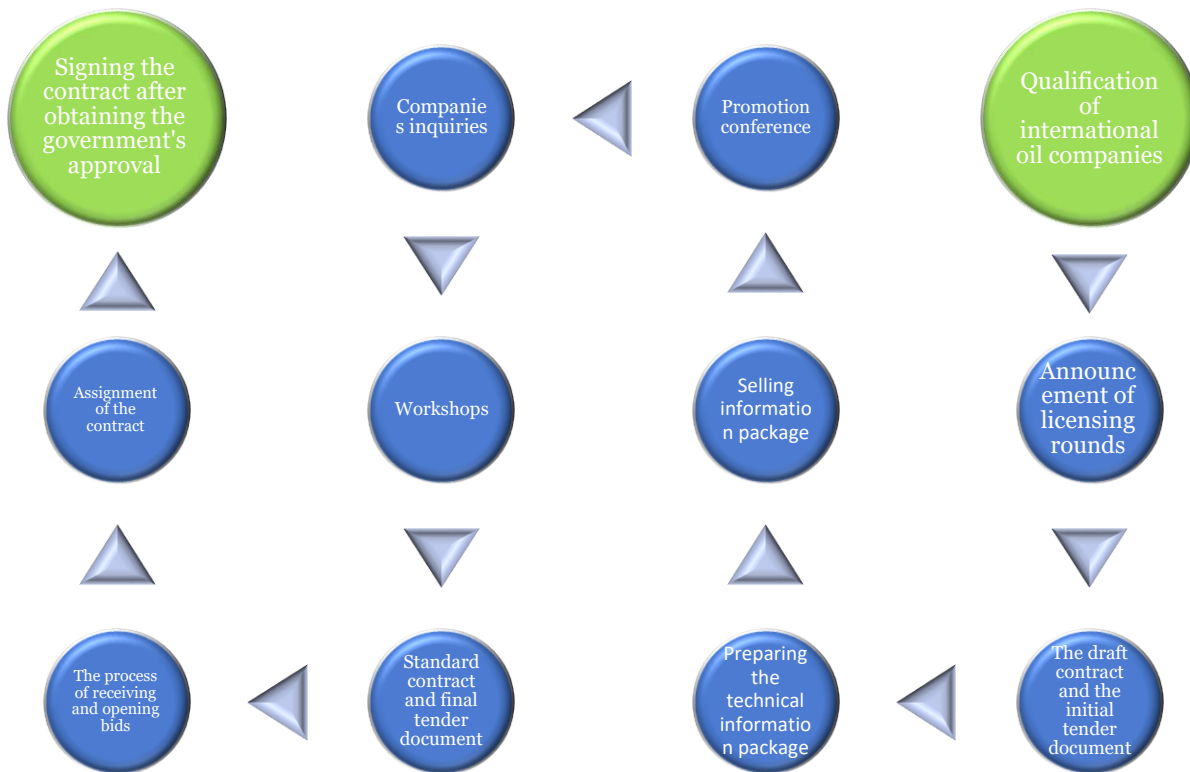 Signing the
contract after
obtaining the
government's
approval
Companie
s inquiries
Promotion
conference
Qualification
of
international
oil companies
Assignment
of the
contract
Workshops
Selling
informatio
n package
Announc
ement of
licensing
rounds
The process
of receiving
and opening
bids
Standard
contract
and final
tender
document
Preparing
the
technical
informatio
n package
The draft
contract
and the
initial
tender
document